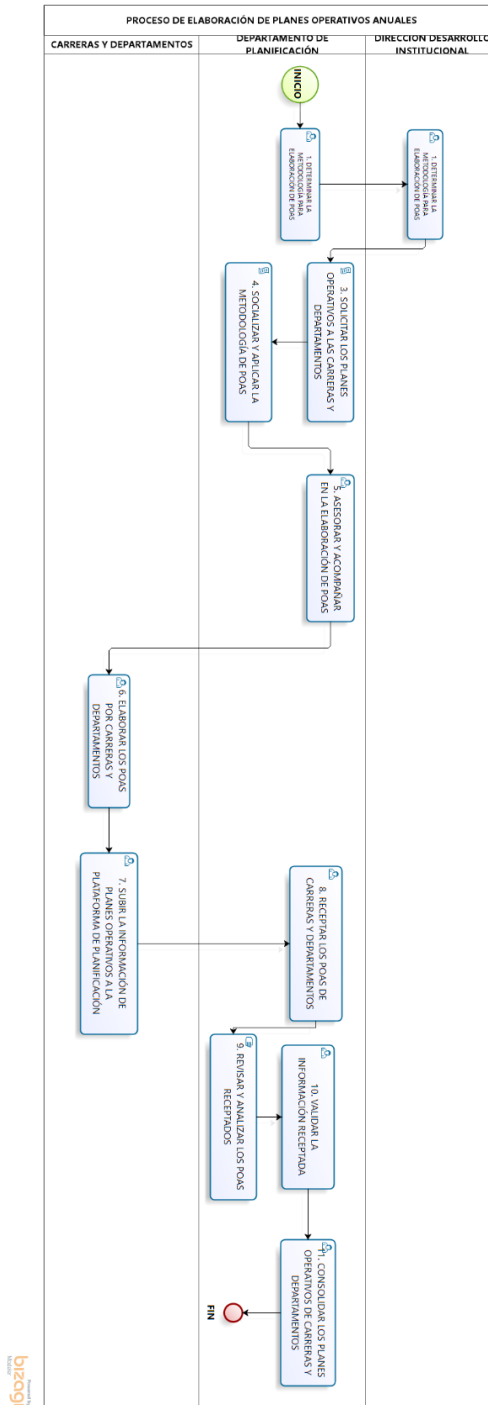 PROCESO DE ELABORACIÓN DE PLANES OPERATIVOS ANUALES
CARRERAS Y DEPARTAMENTOS
DEPARTAMENTO DE
PLANIFICACIÓN
DIRECCION DESARROLLO
INSTITUCIONAL
INICIO
1. DETERMINAR LA
METODOLOGÍA PARA
ELABORACIÓN DE POAS
1. DETERMINAR LA
METODOLOGÍA PARA
ELABORACIÓN DE POAS
3. SOLICITAR LOS PLANES
OPERATIVOS A LAS CARRERAS Y
DEPARTAMENTOS
4. SOCIALIZAR Y APLICAR LA
METODOLOGÍA DE POAS
5. ASESORAR Y ACOMPAÑAR
EN LA ELABORACIÓN DE POAS
6. ELABORAR LOS POAS
POR CARRERAS Y
DEPARTAMENTOS
7. SUBIR LA INFORMACIÓN DE
PLANES OPERATIVOS A LA
PLATAFORMA DE PLANIFICACIÓN
8. RECEPTAR LOS POAS DE
CARRERAS Y DEPARTAMENTOS
9. REVISAR Y ANALIZAR LOS POAS
RECEPTADOS
10. VALIDAR LA
INFORMACIÓN RECEPTADA
11. CONSOLIDAR LOS PLANES
OPERATIVOS DE CARRERAS Y
DEPARTAMENTOS
FIN
Powered by
bizagi
Modeler